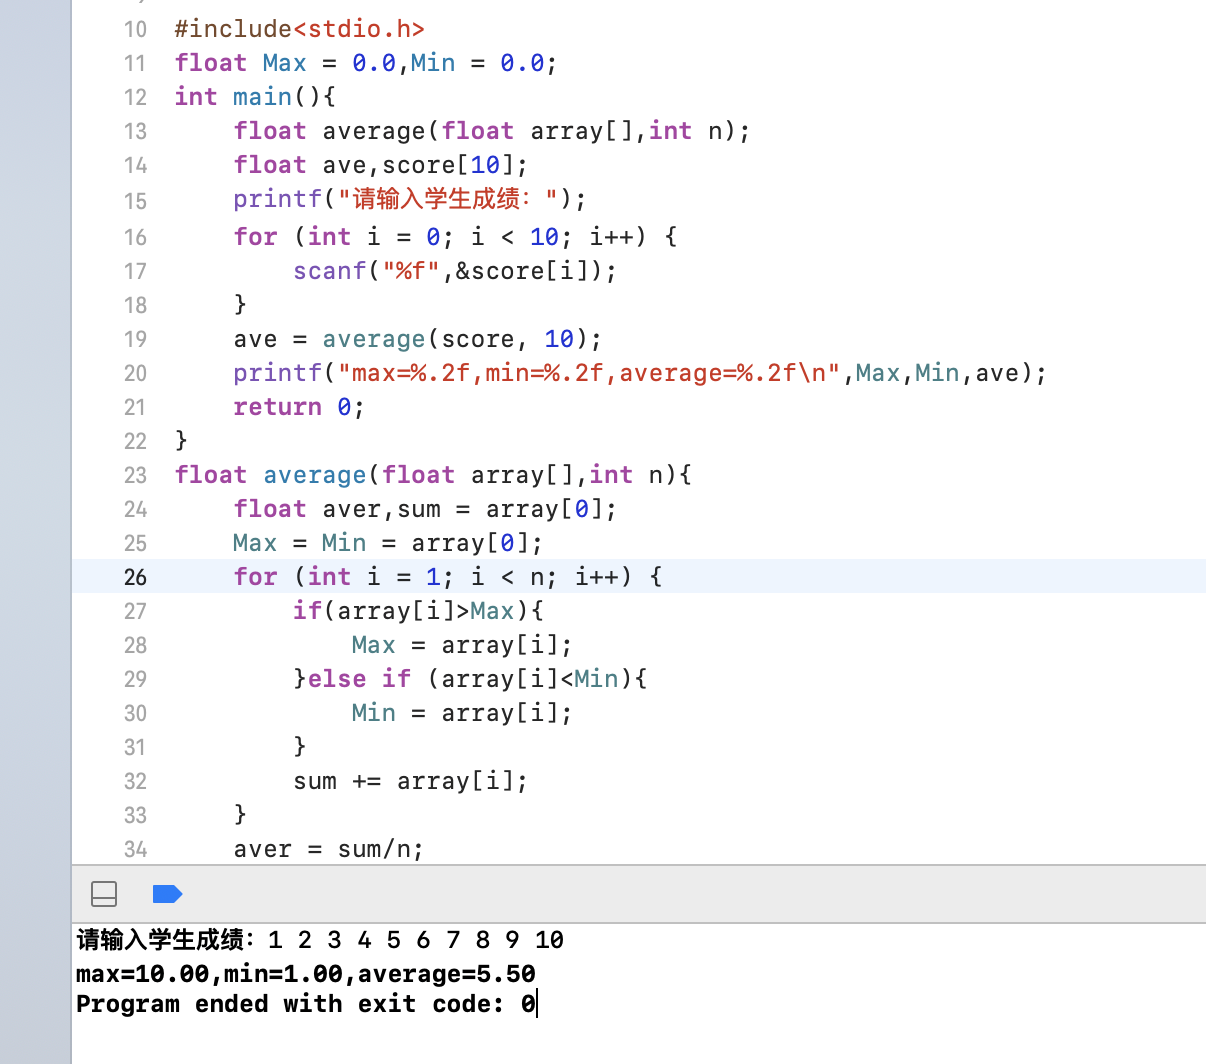 10 #include<stdio.h>
11 float Max = 0.0,Min = 0.0;
12 int main(){
13     float average(float array[],int n);
14     float ave,score[10];
15     printf("请输入学生成绩：");
16     for (int i = 0; i < 10; i++) {
17         scanf("%f",&score[i]);
18     }
19     ave = average(score, 10);
20     printf("max=%.2f,min=%.2f,average=%.2f\n",Max,Min,ave);
21     return 0;
22 }
23 float average(float array[],int n){
24     float aver,sum = array[0];
25     Max = Min = array[0];
26     for (int i = 1; i < n; i++) {
27         if(array[i]>Max){
28             Max = array[i];
29         }else if (array[i]<Min){
30             Min = array[i];
31         }
32         sum += array[i];
33     }
34     aver = sum/n;
请输入学生成绩：1 2 3 4 5 6 7 8 9 10
max=10.00,min=1.00,average=5.50
Program ended with exit code: 0